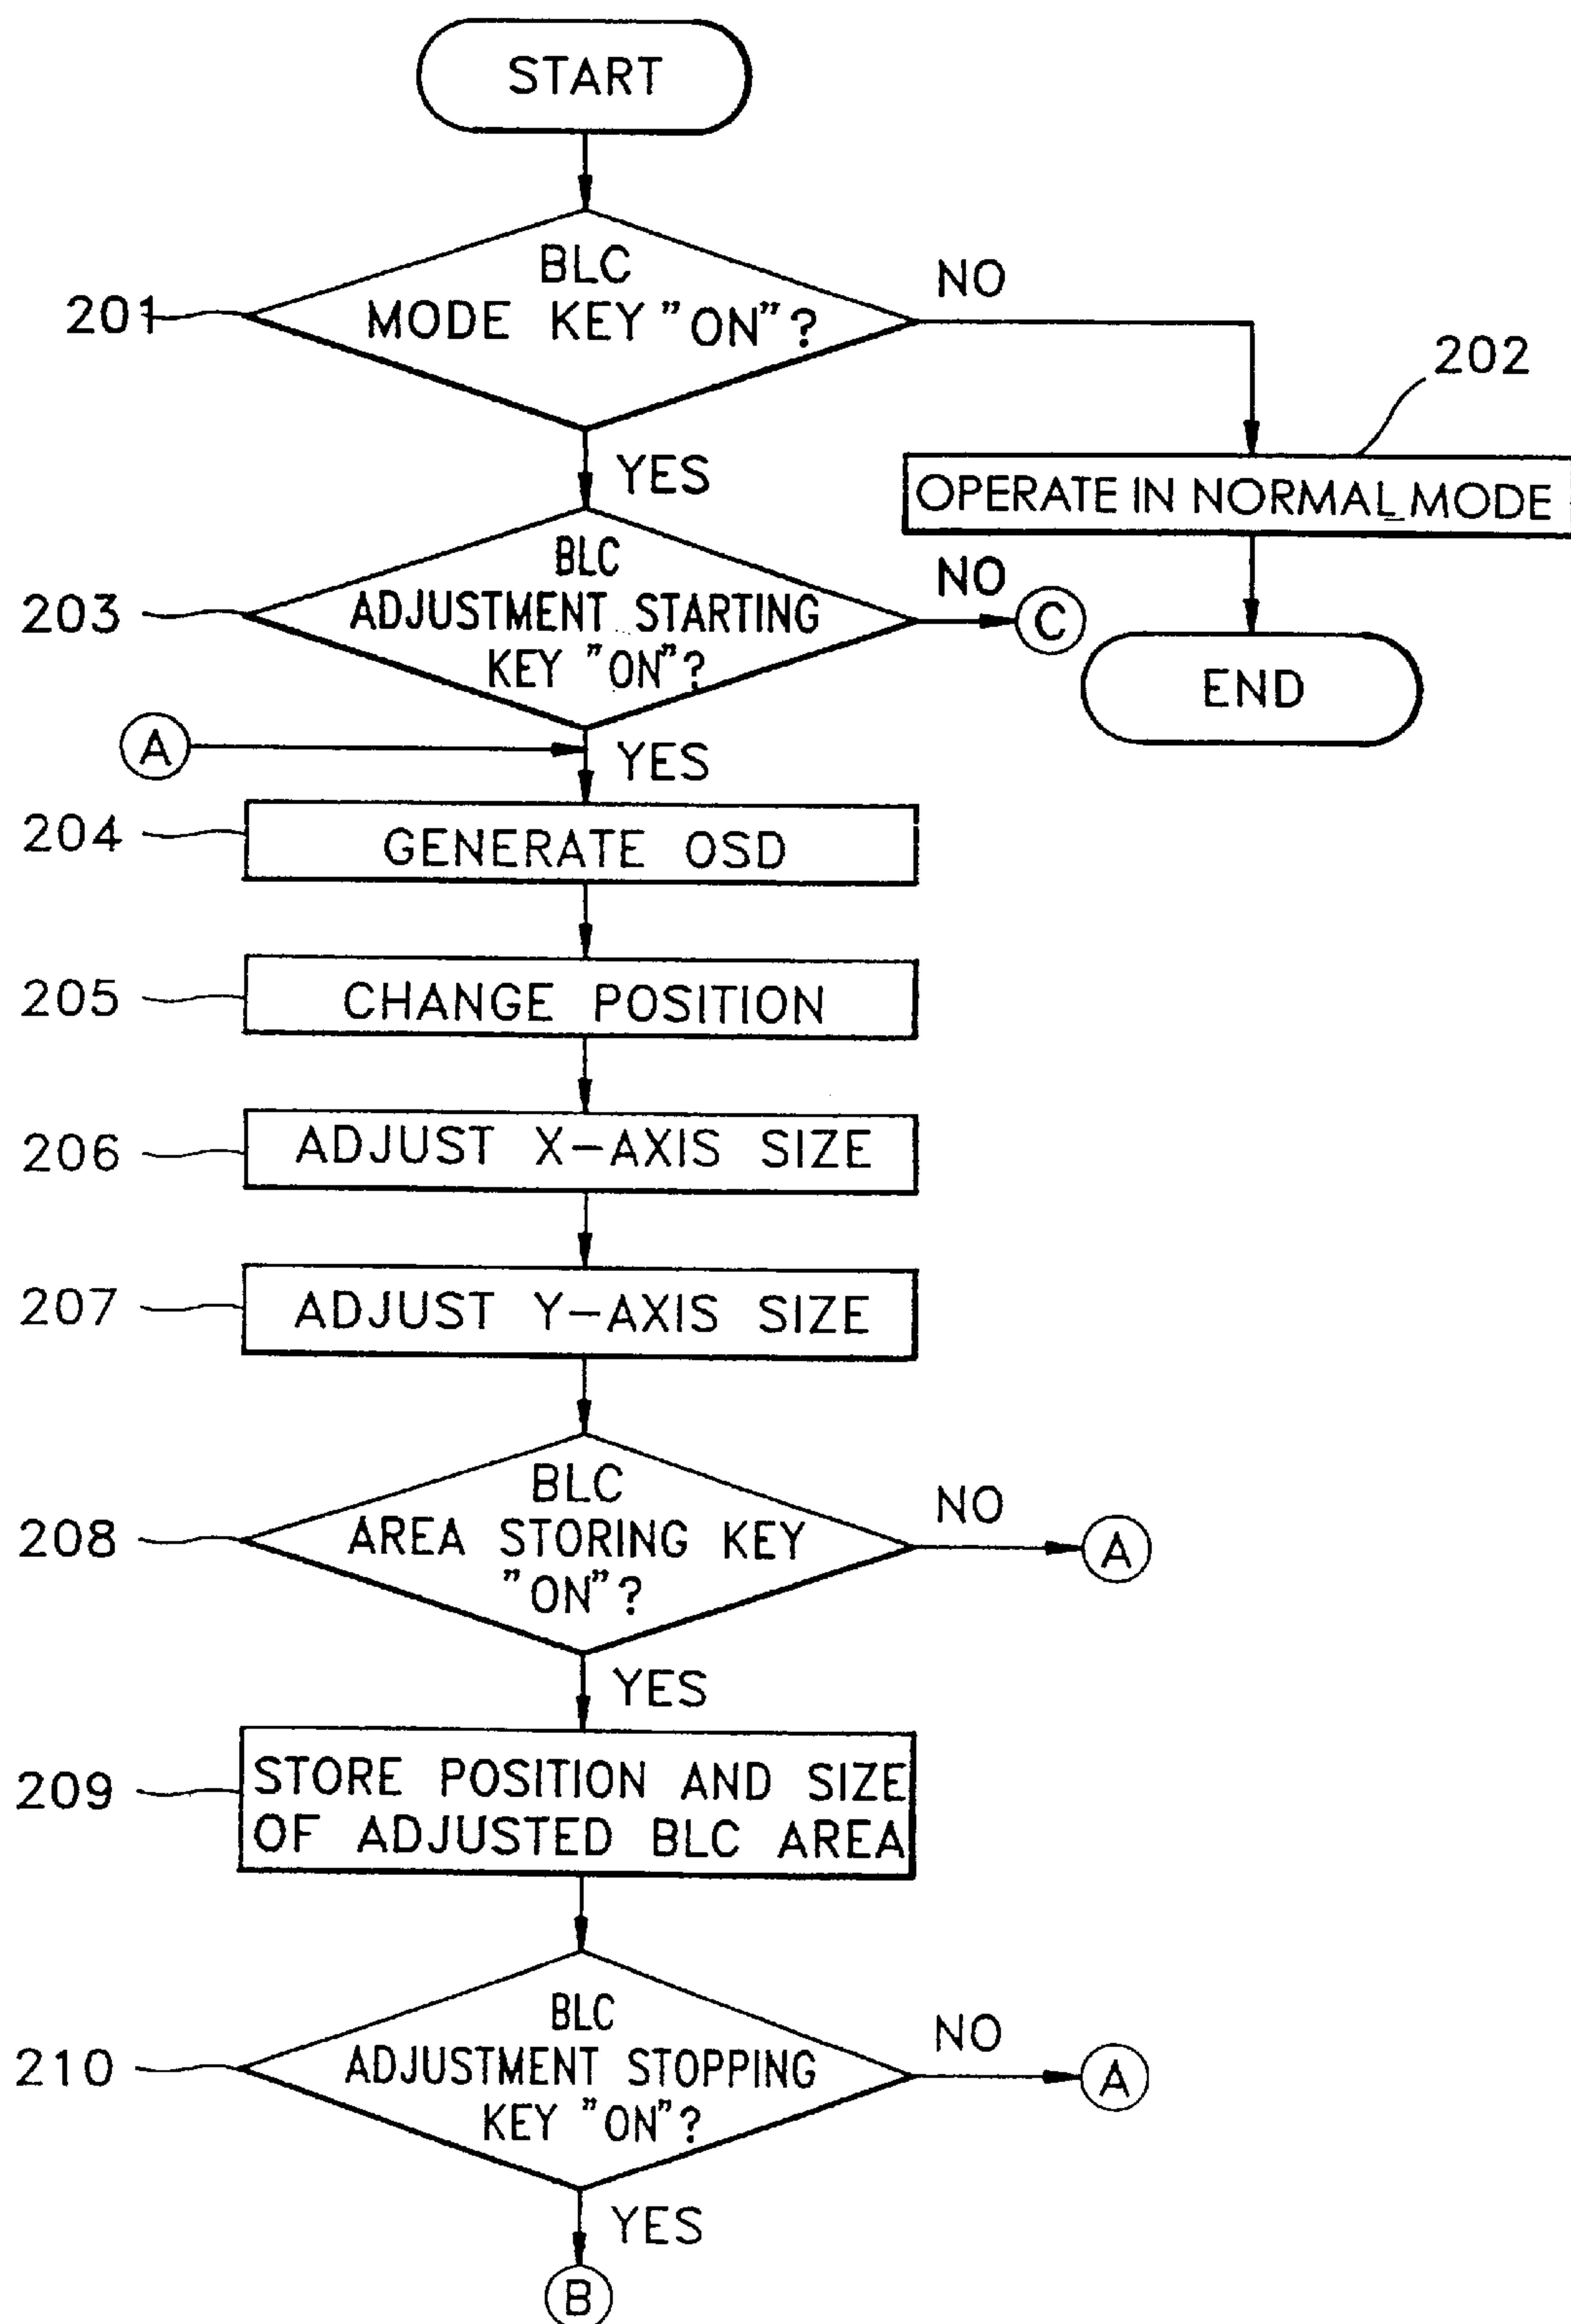 START
BLC
MODE KEY "ON"?
201
NO
202
YES
OPERATE IN NORMAL MODE
BLC
ADJUSTMENT STARTING
KEY "ON"?
203
NO
C
END
A
YES
204
GENERATE OSD
205
CHANGE POSITION
206
ADJUST X-AXIS SIZE
207
ADJUST Y-AXIS SIZE
BLC
AREA STORING KEY
"ON"?
208
NO
A
YES
209
STORE POSITION AND SIZE
OF ADJUSTED BLC AREA
BLC
ADJUSTMENT STOPPING
KEY "ON"?
210
NO
A
YES
B